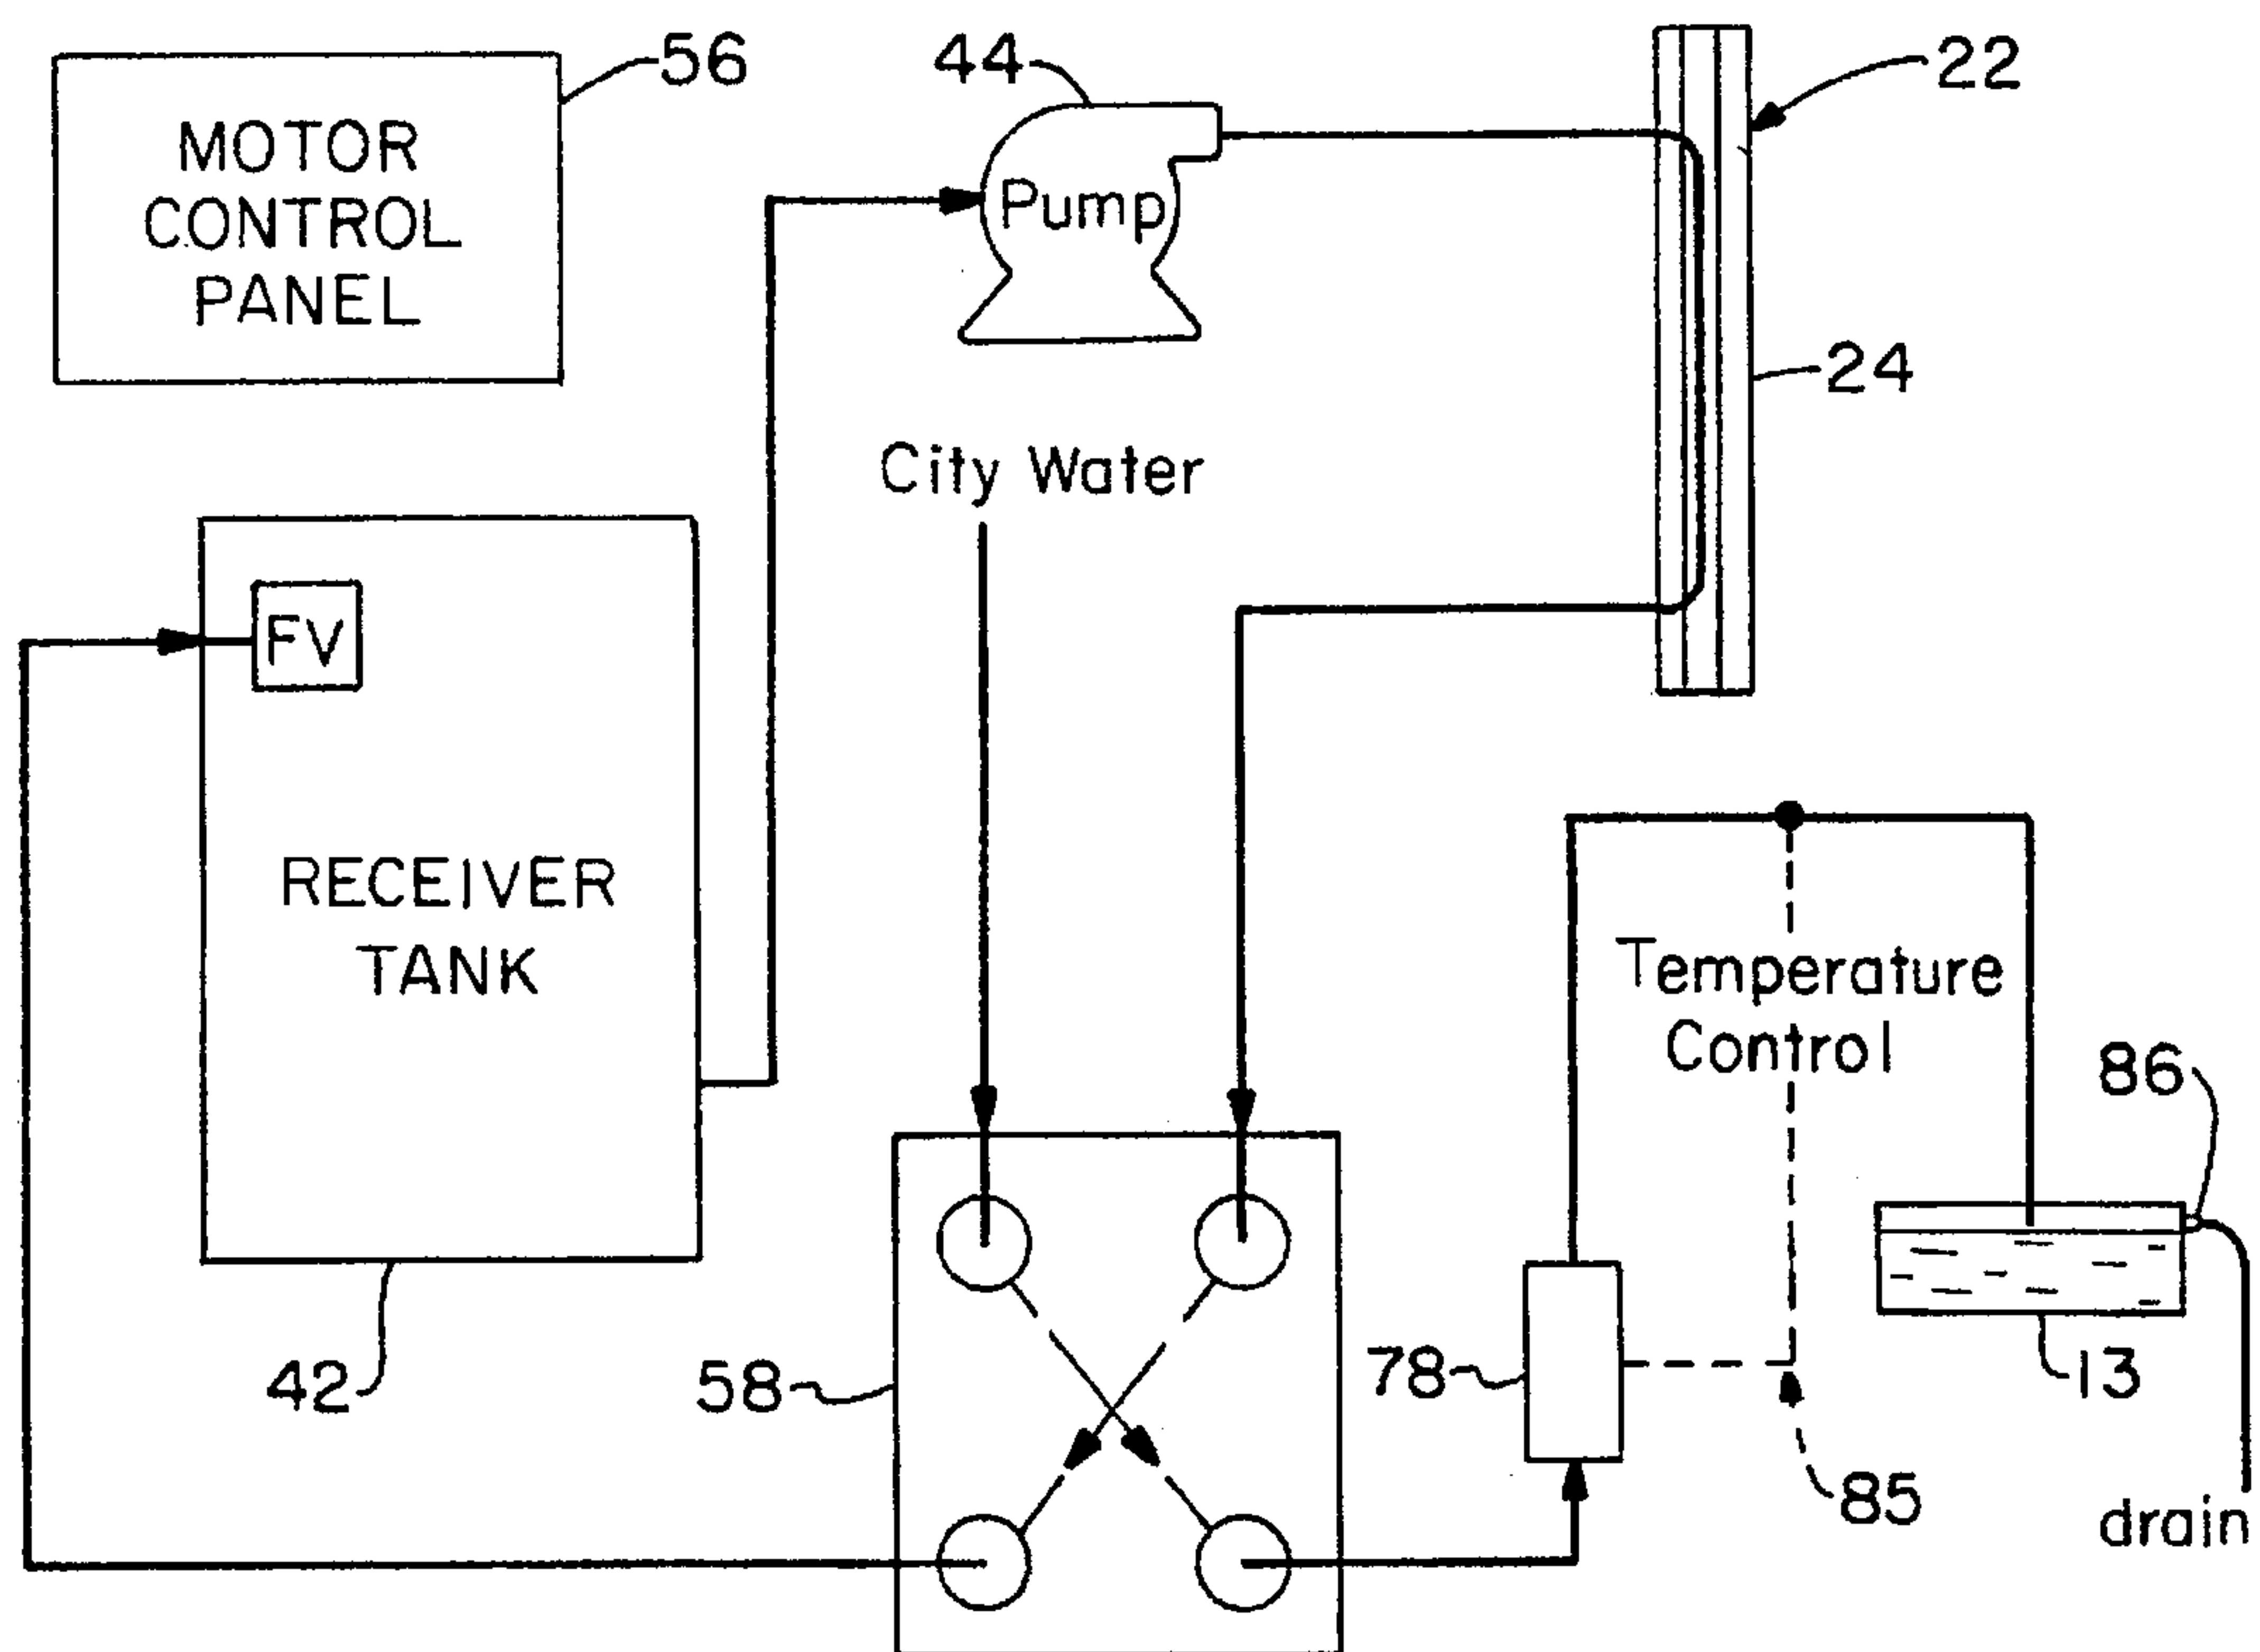 56
MOTOR
CONTROL
PANEL
44
Pump
22
24
City Water
FV
RECEIVER
TANK
42
Temperature
Control
86
58
78
13
85
drain